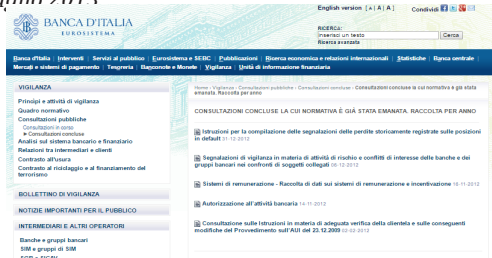 English version [ A | A | A ] Condividi
BANCA D'ITALIA
EUROSISTEMA
RICERCA:
inserisci un testo
Cerca
Ricerca avanzata
Banca d'Italia | Interventi | Servizi al pubblico | Eurosistema e SEBC | Pubblicazioni | Ricerca economica e relazioni internazionali | Statistiche | Banca centrale |
Mercati e sistemi di pagamento | Tesoreria | Banconote e Monete | Vigilanza | Unità di informazione finanziaria
VIGILANZA
Principi e attività di vigilanza
Quadro normativo
Consultazioni pubbliche
Consultazioni in corso
Consultazioni concluse
Analisi sul sistema bancario e finanziario
Relazioni tra intermediari e clienti
Contrasto all'usura
Contrasto al riciclaggio e al finanziamento del
terrorismo
BOLLETTINO DI VIGILANZA
NOTIZIE IMPORTANTI PER IL PUBBLICO
INTERMEDIARI E ALTRI OPERATORI
Banche e gruppi bancari
SIM e gruppi di SIM
Home - Vigilanza - Consultazioni pubbliche - Consultazioni concluse - Consultazioni concluse la cui normativa è già stata
emanata. Raccolta per anno
CONSULTAZIONI CONCLUSE LA CUI NORMATIVA È GIÀ STATA EMANATA. RACCOLTA PER ANNO
Istruzioni per la compilazione delle segnalazioni delle perdite storicamente registrate sulle posizioni
in default 31-12-2012
Segnalazioni di vigilanza in materia di attività di rischio e conflitti di interesse delle banche e dei
gruppi bancari nei confronti di soggetti collegati 05-12-2012
Sistemi di remunerazione - Raccolta di dati sui sistemi di remunerazione e incentivazione 16-11-2012
Autorizzazione all'attività bancaria 14-11-2012
Consultazione sulle Istruzioni in materia di adeguata verifica della clientela e sulle conseguenti
modifiche del Provvedimento sull'AUI del 23.12.2009 02-02-2012